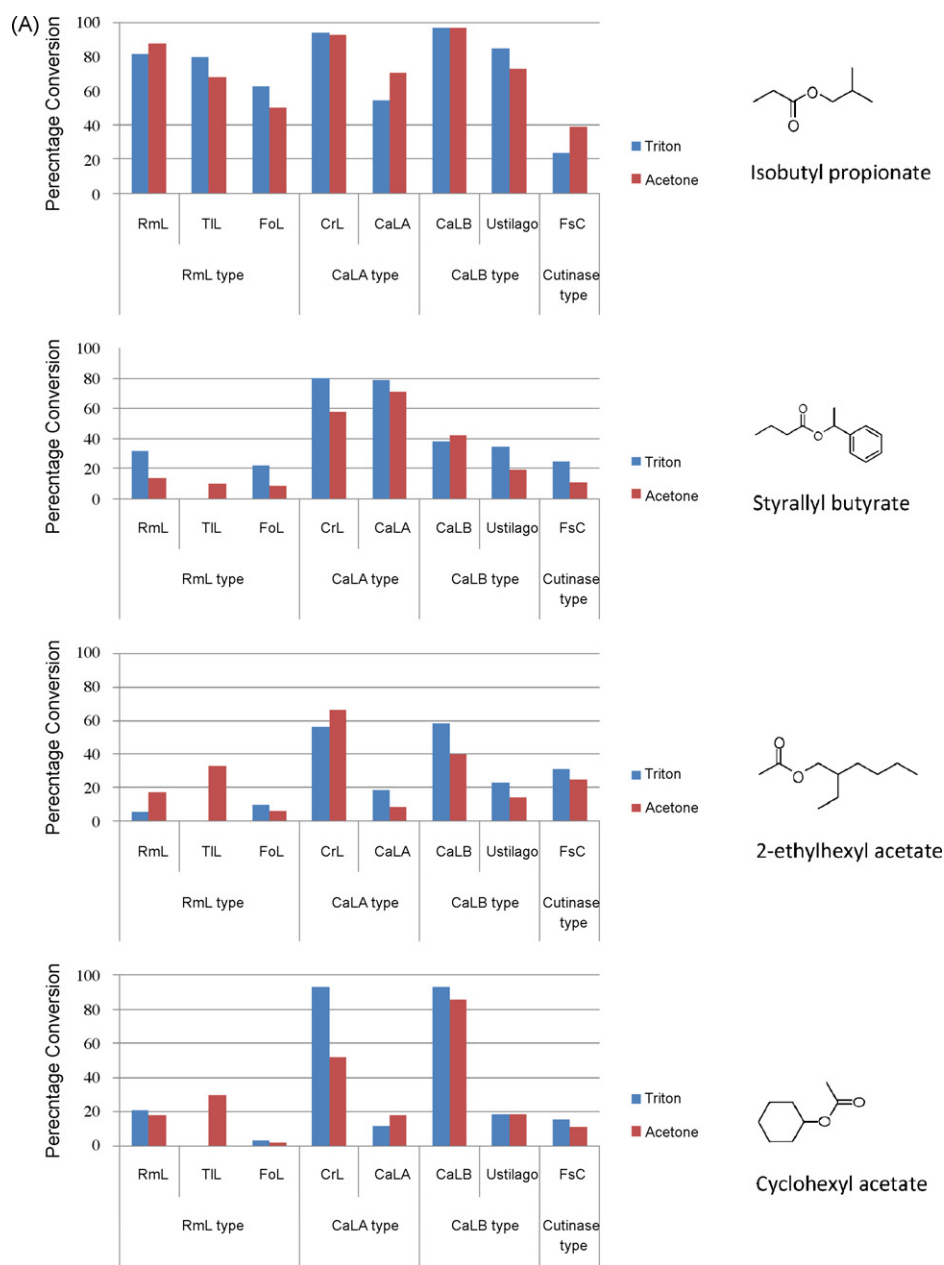 (A)
Perecntage Conversion
100
80
60
40
20
0
RmL TIL FoL CrL CaLA CaLB Ustilago FsC
RmL type CaLA type CaLB type Cutinase type
Triton
Acetone
O
O
Isobutyl propionate
Perecntage Conversion
100
80
60
40
20
0
RmL TIL FoL CrL CaLA CaLB Ustilago FsC
RmL type CaLA type CaLB type Cutinase type
Triton
Acetone
O
O
Styrallyl butyrate
Perecntage Conversion
100
80
60
40
20
0
RmL TIL FoL CrL CaLA CaLB Ustilago FsC
RmL type CaLA type CaLB type Cutinase type
Triton
Acetone
O
O
2-ethylhexyl acetate
Percentage Conversion
100
80
60
40
20
0
RmL TIL FoL CrL CaLA CaLB Ustilago FsC
RmL type CaLA type CaLB type Cutinase type
Triton
Acetone
O
O
Cyclohexyl acetate